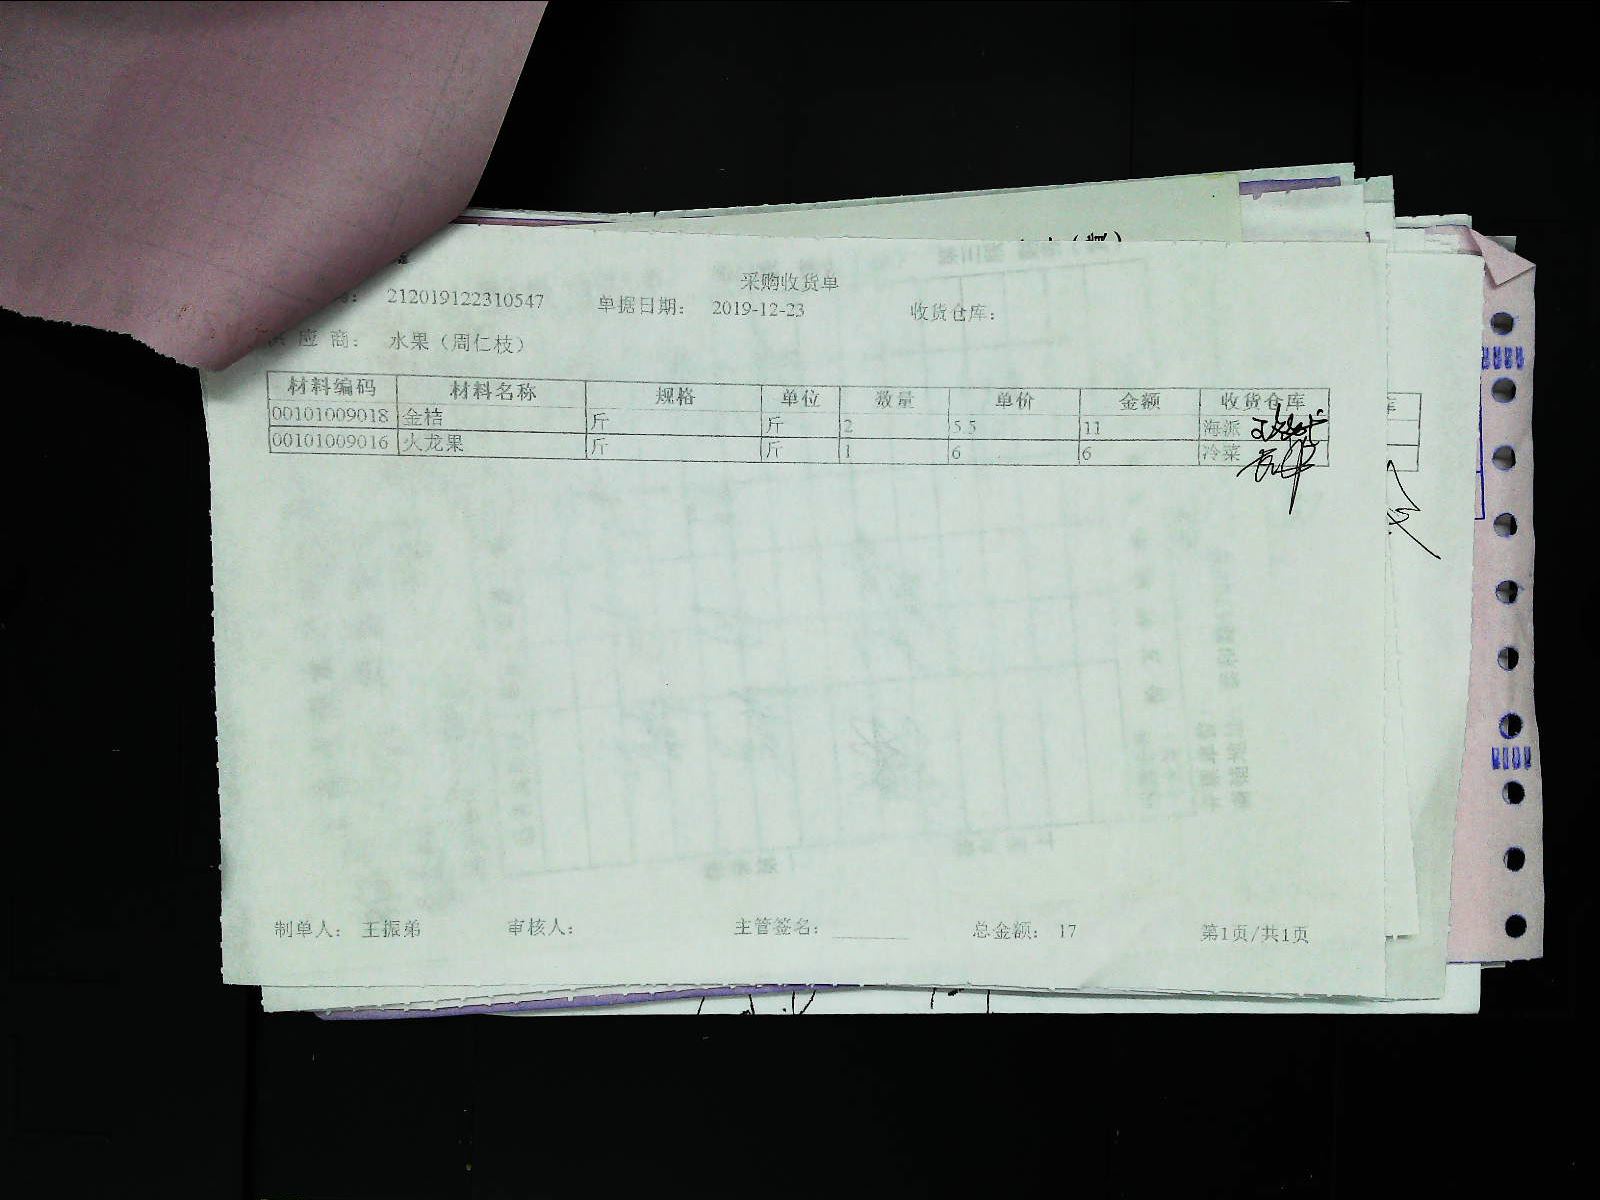 采购收货单
212019122310547 单据日期： 2019-12-23 收货仓库：
应 商： 水果（周仁枝）
材料编码 材料名称 规格 单位 数量 单价 金额 收货仓库
00101009018 金桔 斤 斤 2 5.5 11 海派
00101009016 火龙果 斤 斤 1 6 6 冷菜
制单人： 王振弟 审核人： 主管签名： 总金额： 17 第1页/共1页